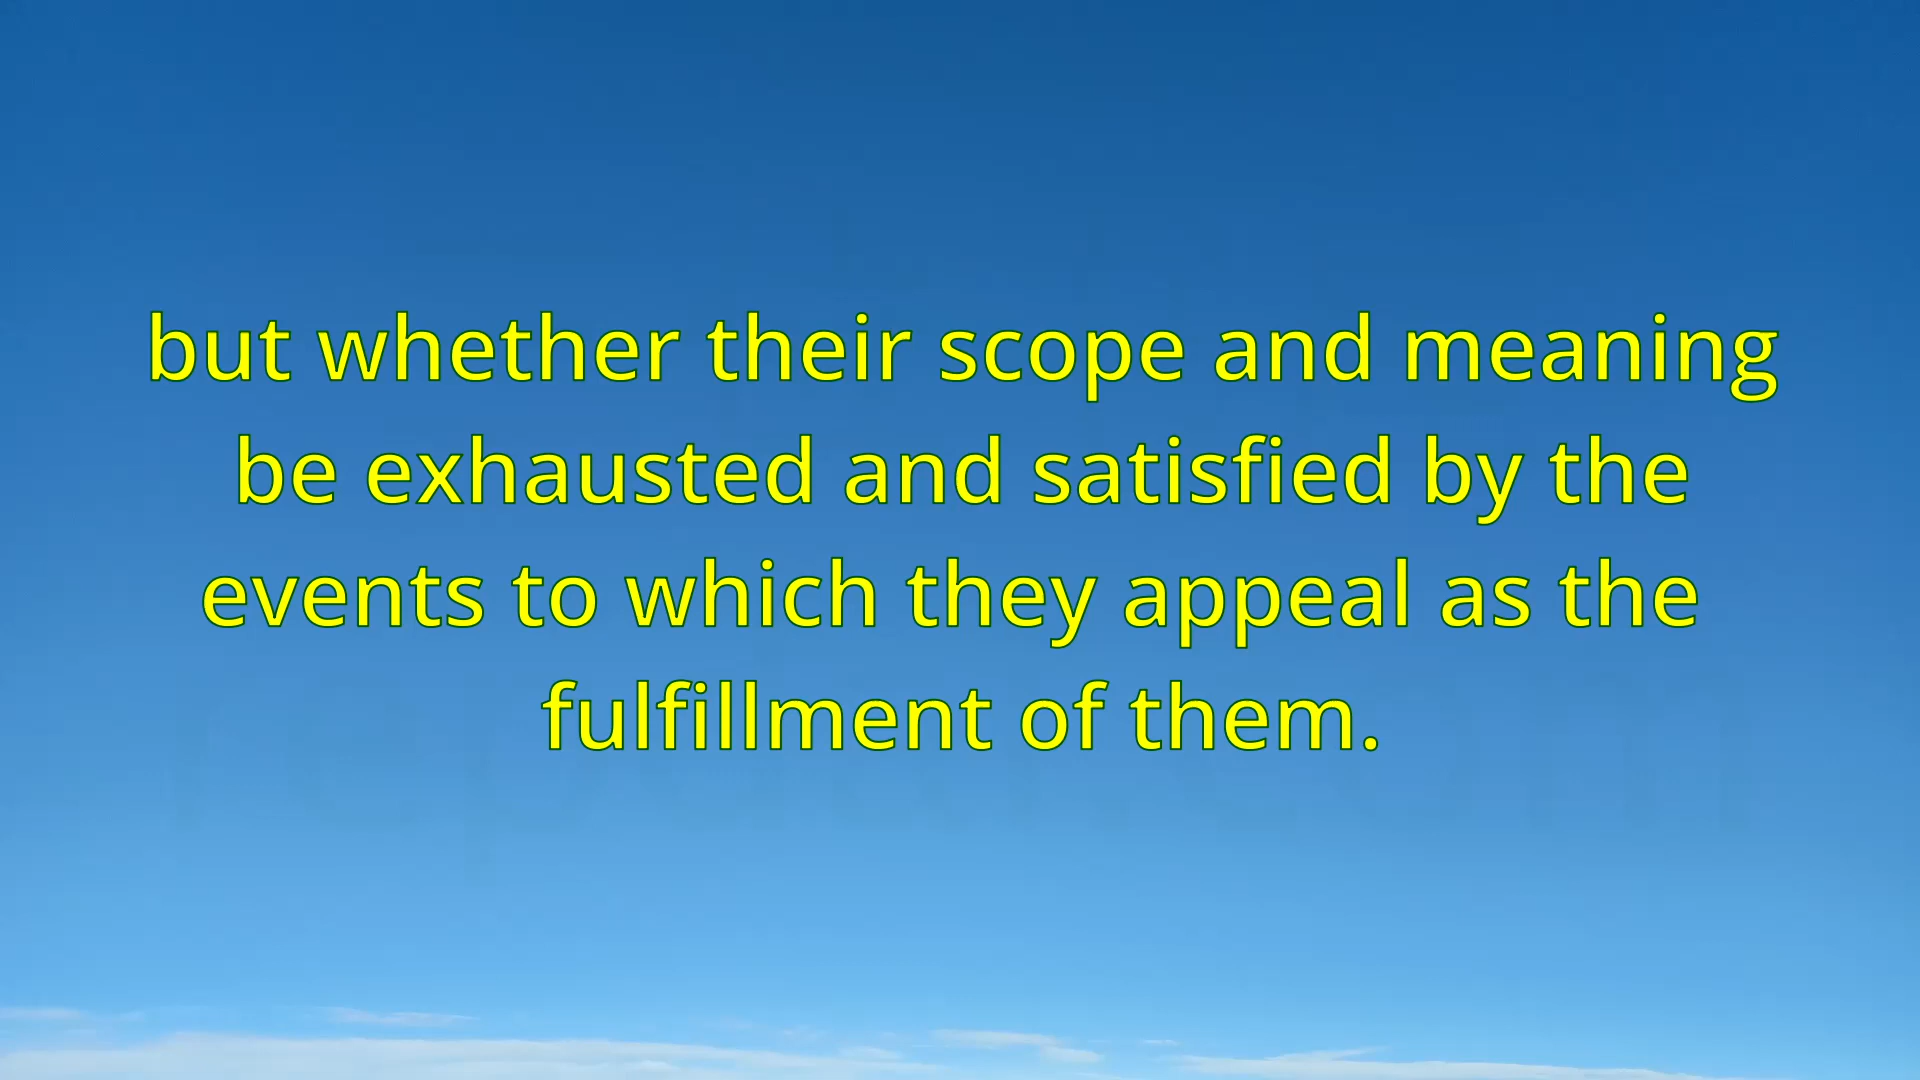 but whether their scope and meaning
be exhausted and satisfied by the
events to which they appeal as the
fulfillment of them.